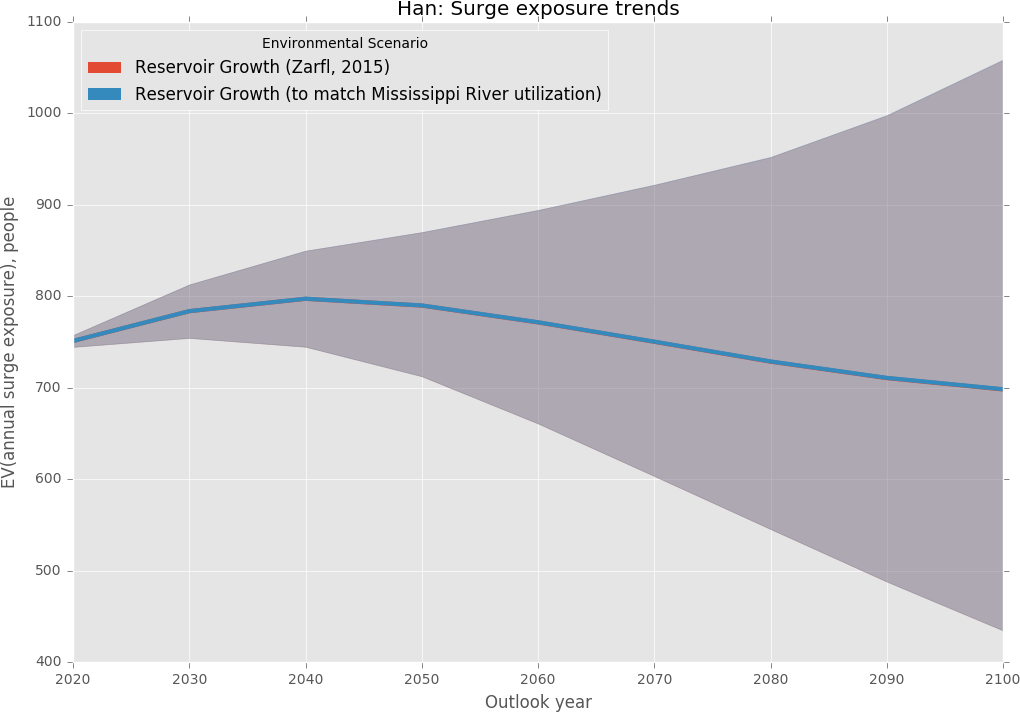 Han: Surge exposure trends
Environmental Scenario
Reservoir Growth (Zarfl, 2015)
Reservoir Growth (to match Mississippi River utilization)
EV(annual surge exposure), people
1100
1000
900
800
700
600
500
400
2020 2030 2040 2050 2060 2070 2080 2090 2100
Outlook year